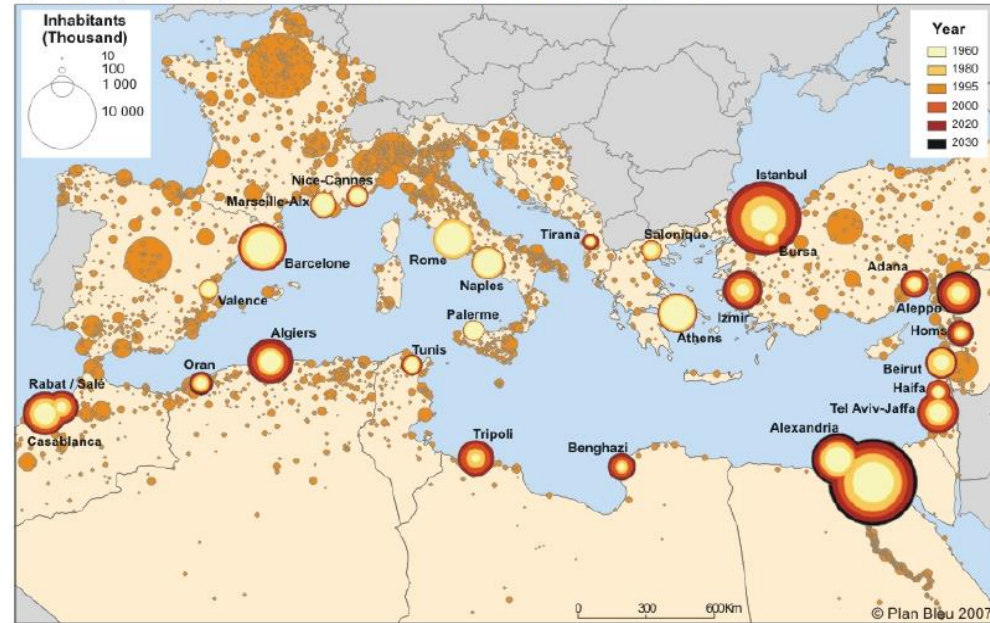 Inhabitants
(Thousand)
10
100
1 000
10 000
Year
1960
1980
1995
2000
2020
2030
Nice-Cannes
Marseille-Aix
Istanbul
Barcelone
Rome
Tirana
Salonique
Bursa
Naples
Adana
Valence
Aleppo
Izmir
Palerme
Athens
Homs
Algiers
Oran
Tunis
Beirut
Rabat / Salé
Haifa
Tel Aviv-Jaffa
Casablanca
Alexandria
Tripoli
Benghazi
0 300 600Km
© Plan Bleu 2007